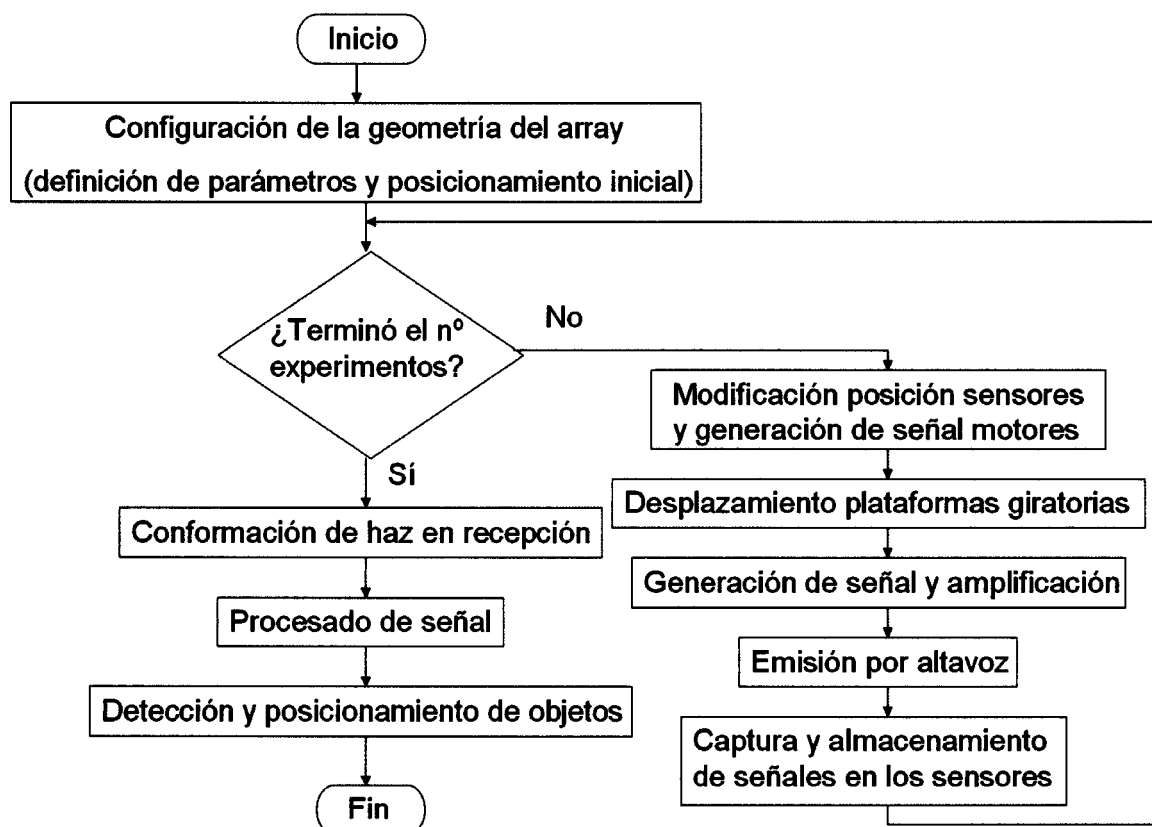 Inicio
Configuración de la geometría del array
(definición de parámetros y posicionamiento inicial)
¿Terminó el nº
experimentos?
No
Sí
Modificación posición sensores
y generación de señal motores
Desplazamiento plataformas giratorias
Generación de señal y amplificación
Emisión por altavoz
Captura y almacenamiento
de señales en los sensores
Conformación de haz en recepción
Procesado de señal
Detección y posicionamiento de objetos
Fin